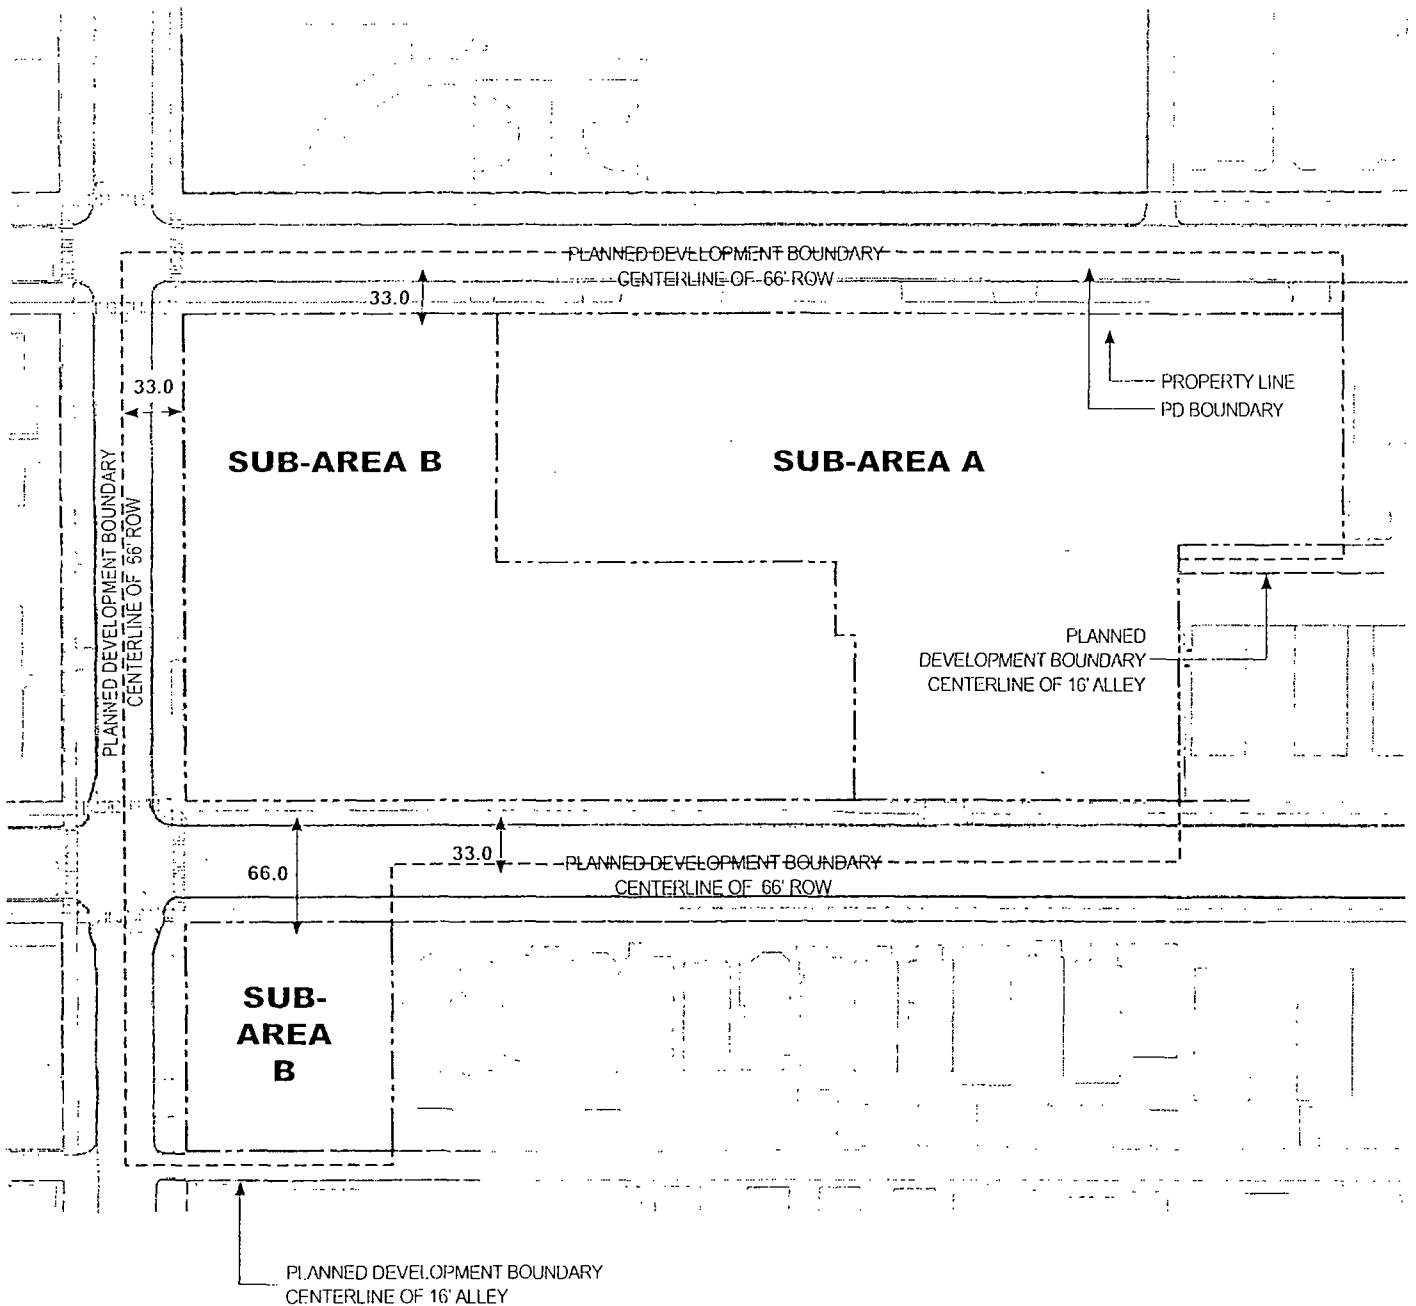 PLANNED DEVELOPMENT BOUNDARY
CENTERLINE OF 66' ROW
33.0
33.0
PROPERTY LINE
PD BOUNDARY
SUB-AREA B
SUB-AREA A
PLANNED DEVELOPMENT BOUNDARY
CENTERLINE OF 66' ROW
PLANNED
DEVELOPMENT BOUNDARY
CENTERLINE OF 16' ALLEY
66.0
33.0
PLANNED DEVELOPMENT BOUNDARY
CENTERLINE OF 66' ROW
SUB-
AREA
B
PLANNED DEVELOPMENT BOUNDARY
CENTERLINE OF 16' ALLEY